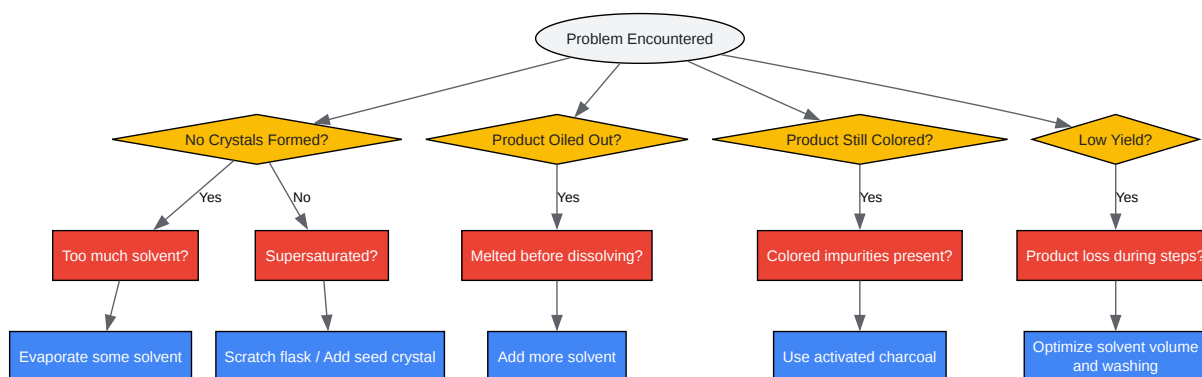 Problem Encountered
No Crystals Formed?
Product Oiled Out?
Product Still Colored?
Low Yield?
Yes
No
Yes
Yes
Yes
Too much solvent?
Supersaturated?
Melted before dissolving?
Colored impurities present?
Product loss during steps?
Evaporate some solvent
Scratch flask / Add seed crystal
Add more solvent
Use activated charcoal
Optimize solvent volume
and washing